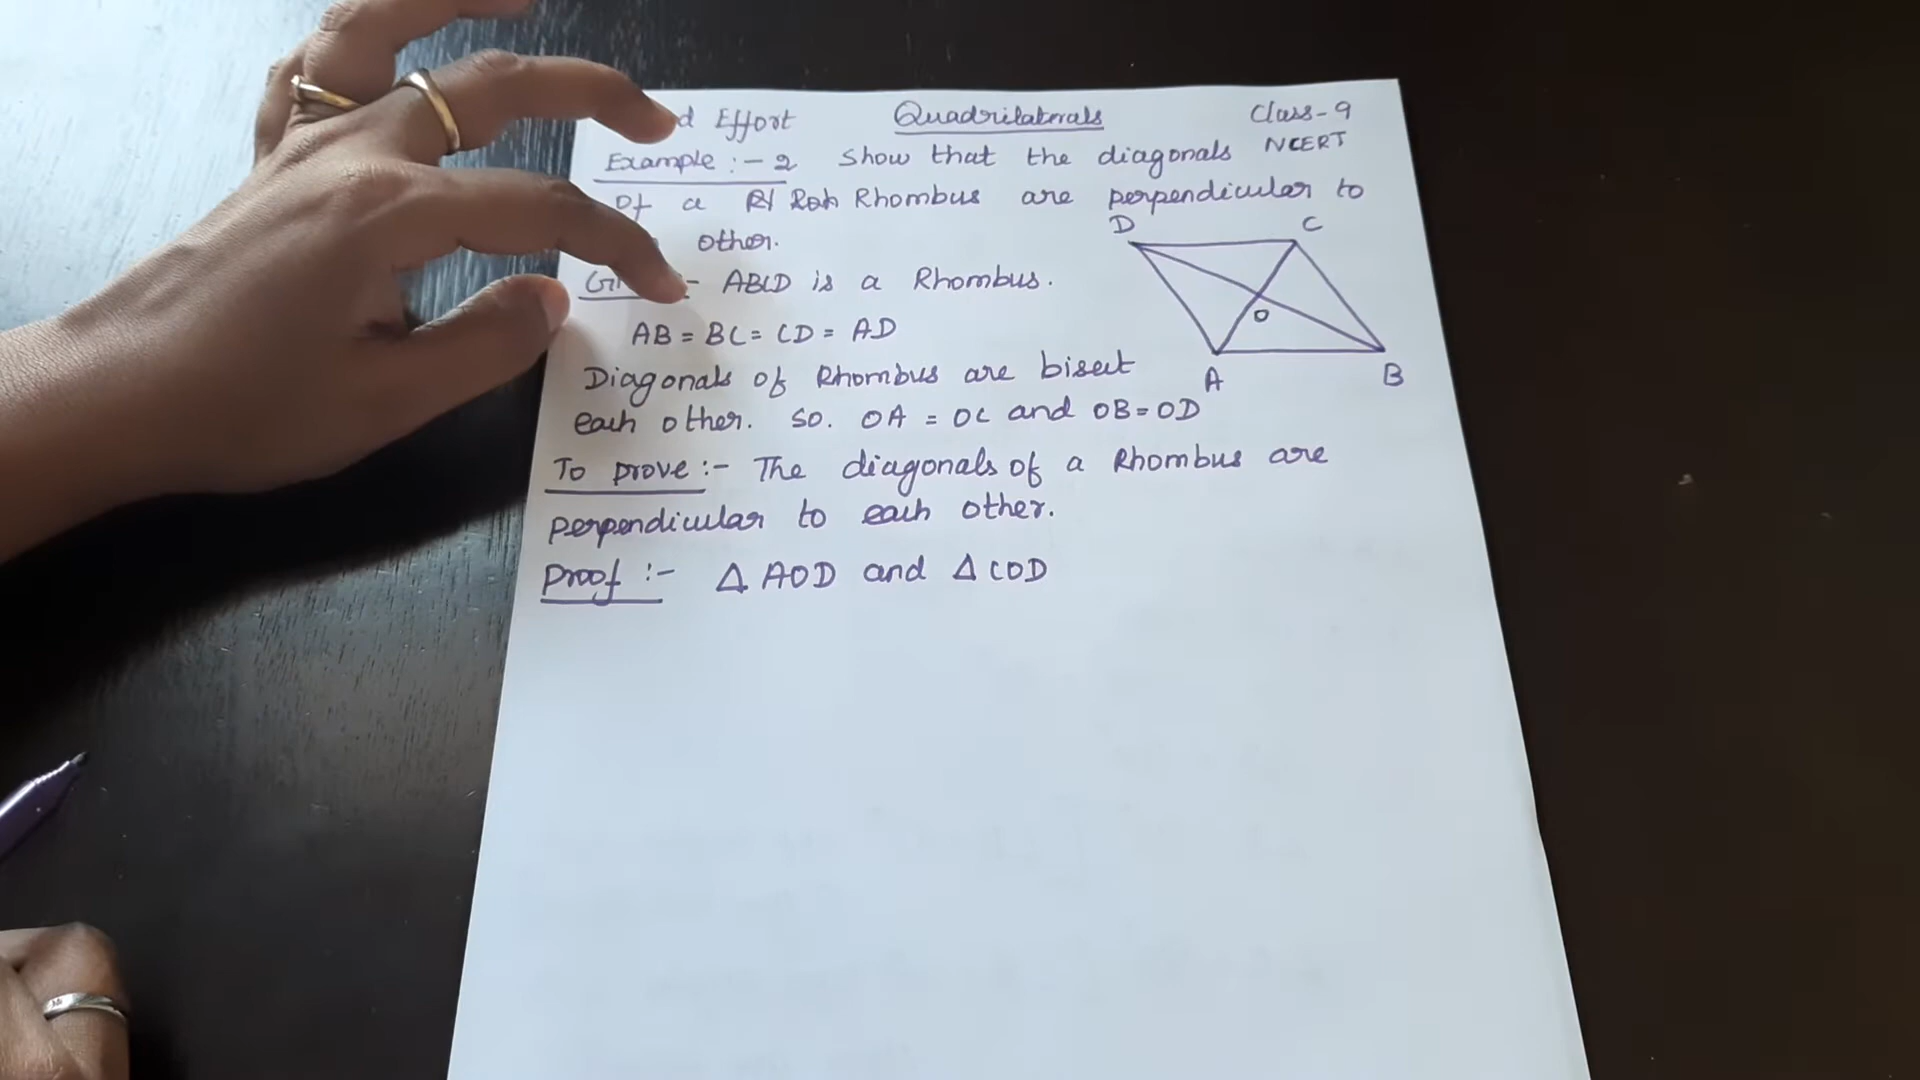 Effort Quadrilaterals Class-9
Example :- 2 Show that the diagonals NCERT
of a Rhombus are perpendicular to
other.
D C
:- ABCD is a Rhombus.
O
AB = BC = CD = AD
Diagonals of Rhombus are bisect
A B
each other. So. OA = OC and OB = OD
To prove :- The diagonals of a Rhombus are
perpendicular to each other.
Proof :- Δ AOD and Δ COD